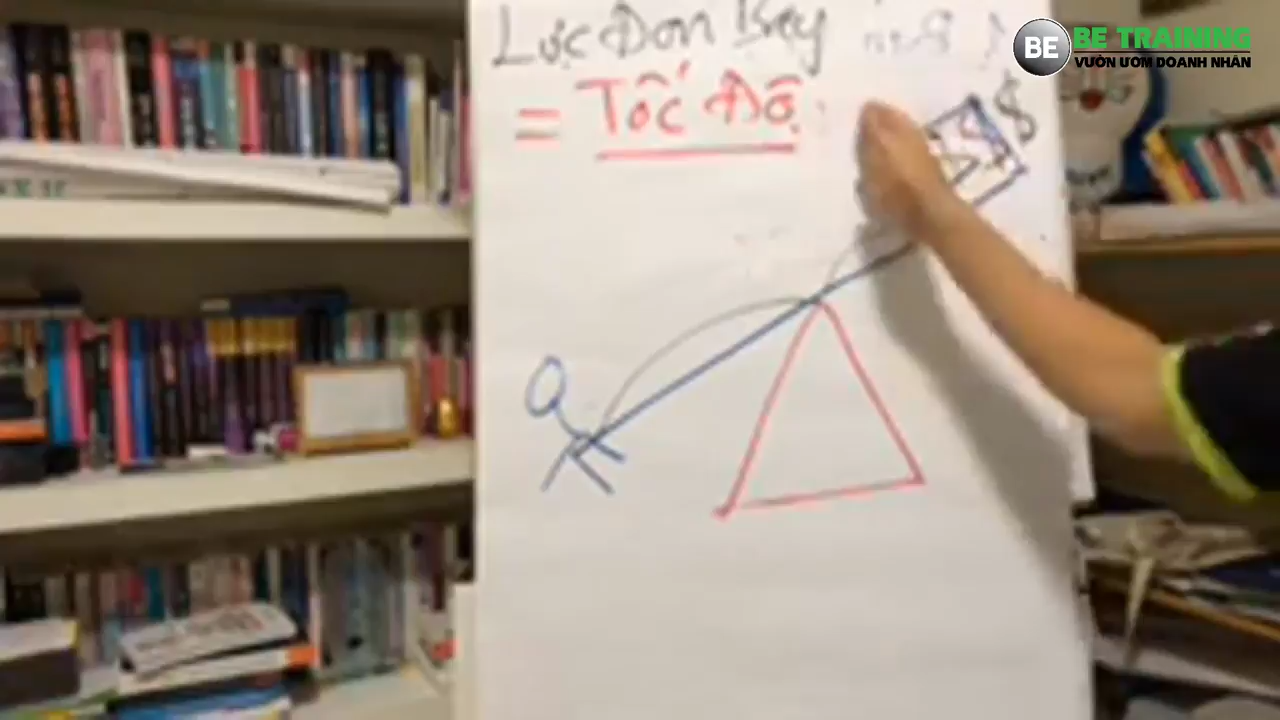 Lực Đòn Bẩy
= Tốc Độ:
$
BE
BE TRAINING
VƯỜN ƯƠM DOANH NHÂN